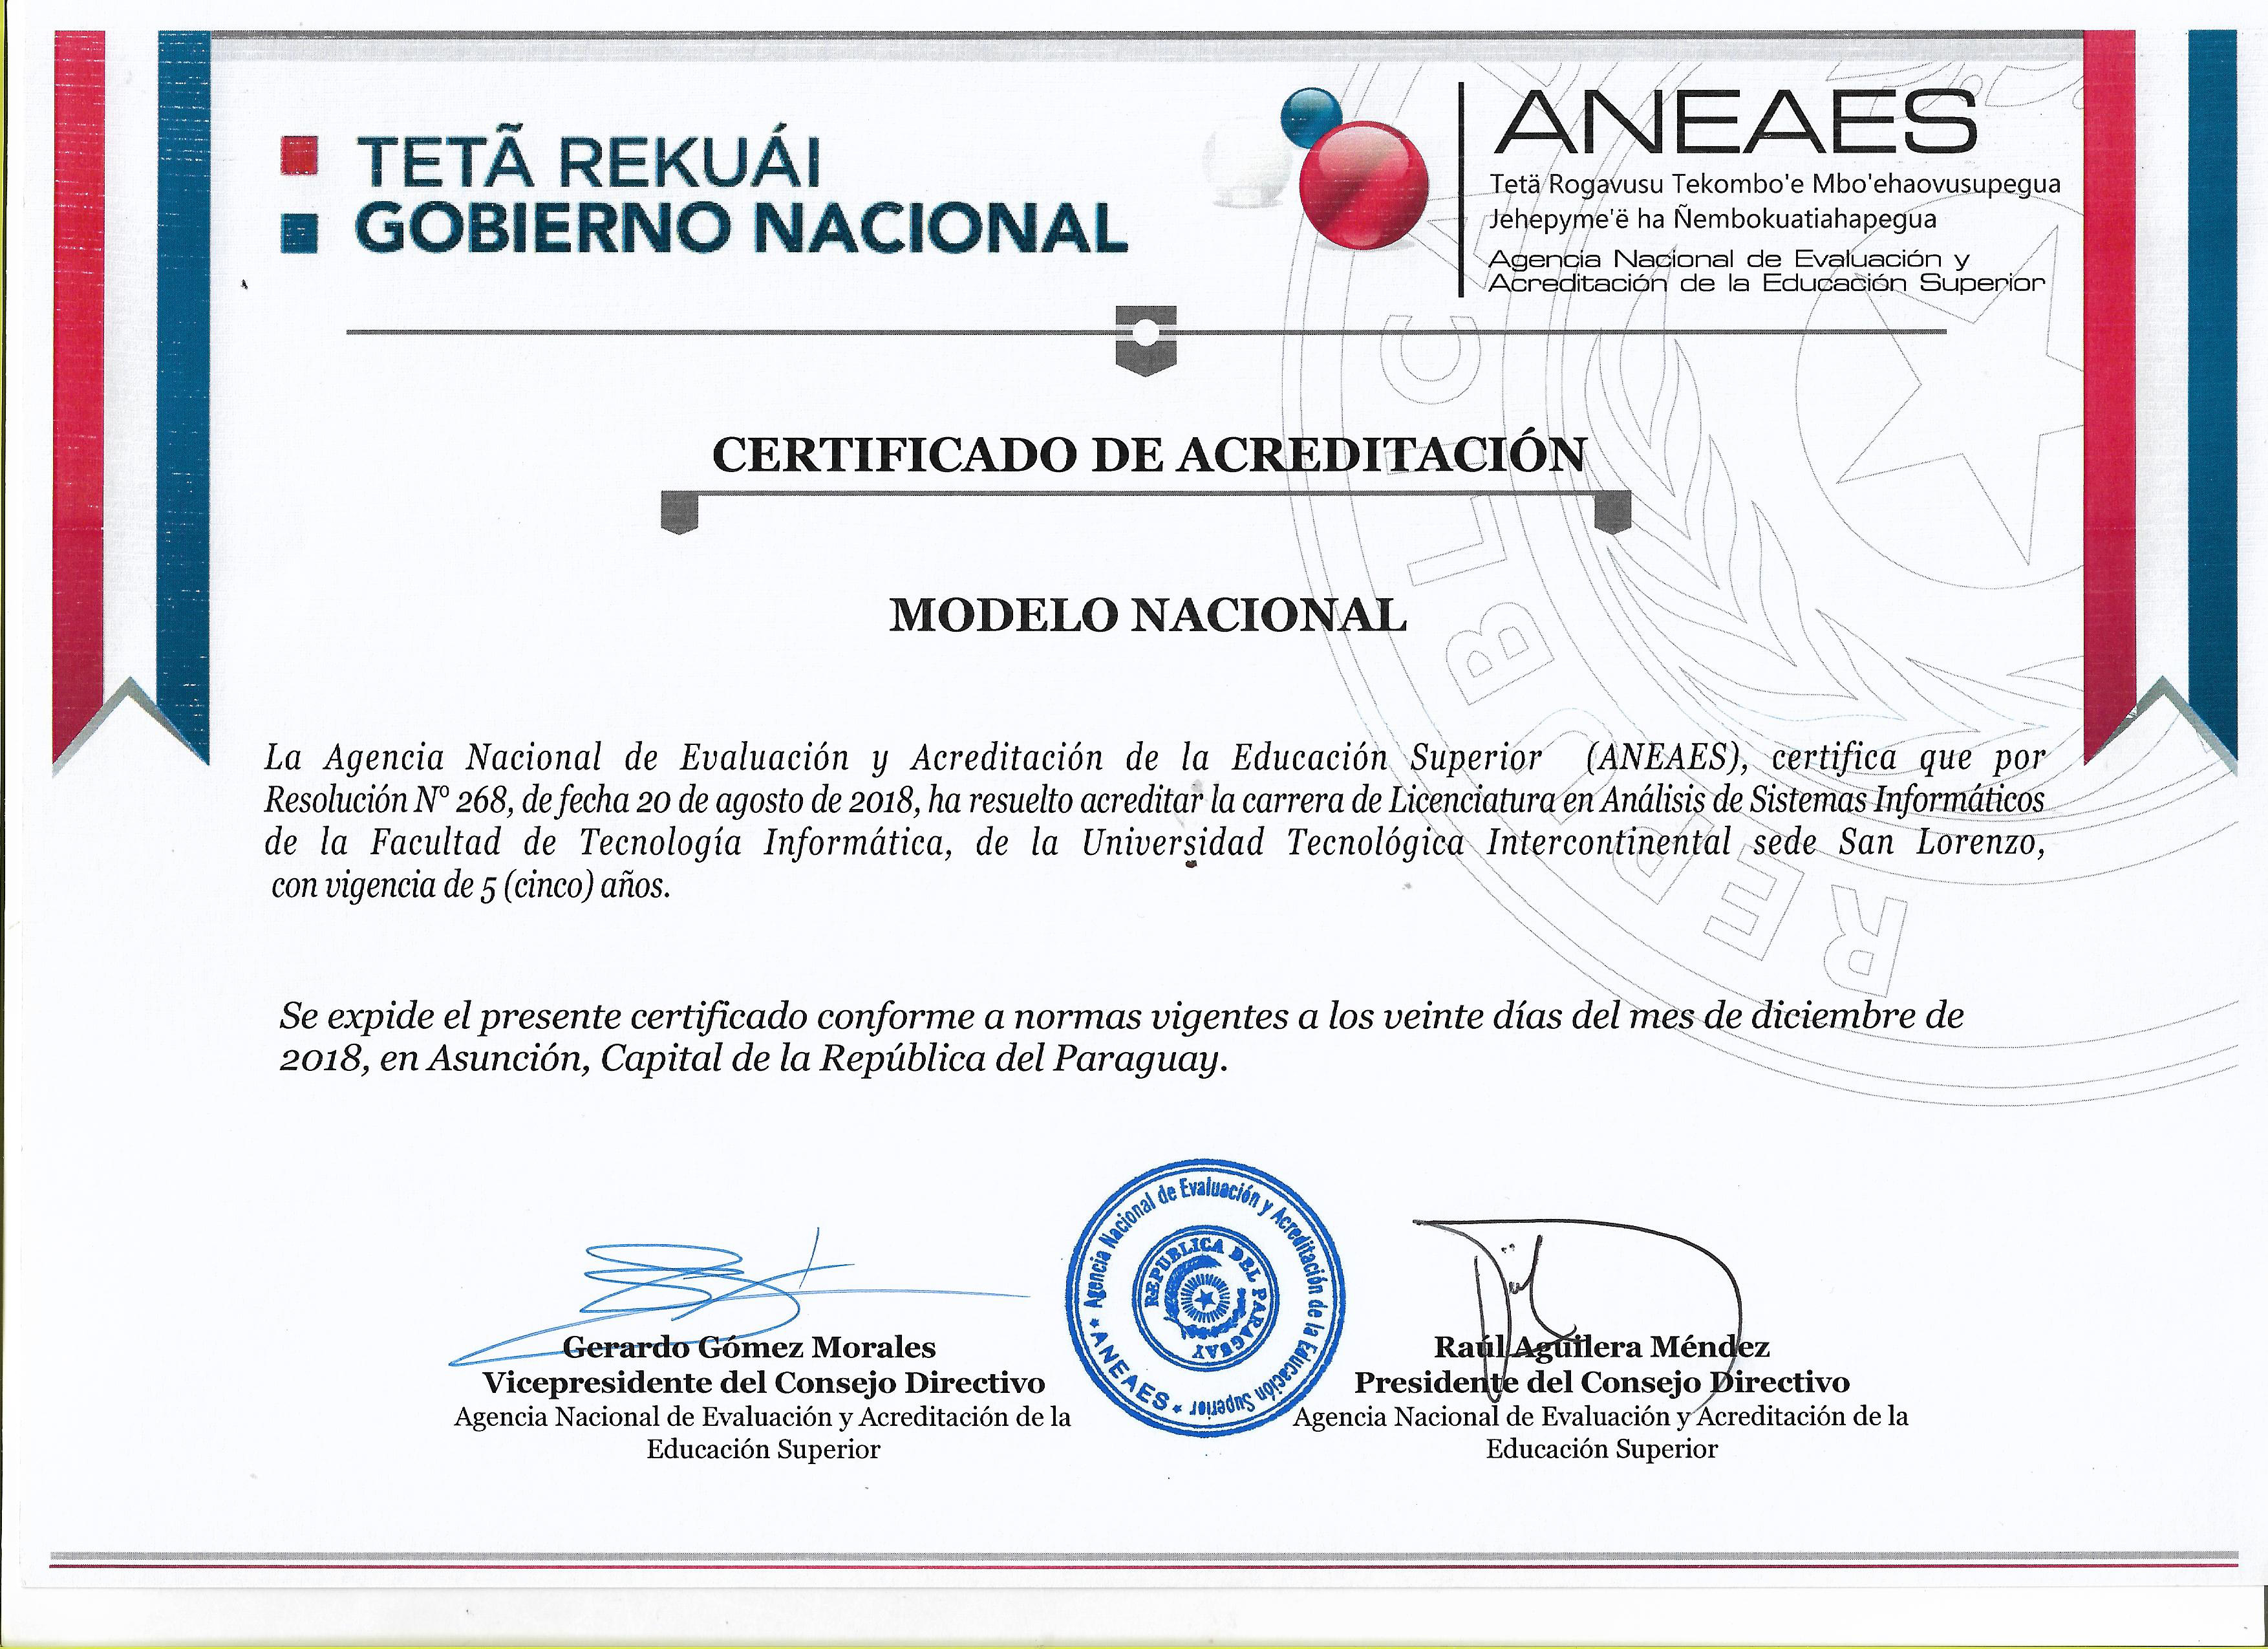 TETÃ REKUÁI
GOBIERNO NACIONAL
ANEAES
Tetä Rogavusu Tekombo'e Mbo'ehaovusupegua
Jehepyme'ë ha Ñembokuatiahapegua
Agencia Nacional de Evaluación y
Acreditación de la Educación Superior
CERTIFICADO DE ACREDITACIÓN
MODELO NACIONAL
La Agencia Nacional de Evaluación y Acreditación de la Educación Superior (ANEAES), certifica que por
Resolución Nº 268, de fecha 20 de agosto de 2018, ha resuelto acreditar la carrera de Licenciatura en Análisis de Sistemas Informáticos
de la Facultad de Tecnología Informática, de la Universidad Tecnológica Intercontinental sede San Lorenzo,
con vigencia de 5 (cinco) años.
Se expide el presente certificado conforme a normas vigentes a los veinte días del mes de diciembre de
2018, en Asunción, Capital de la República del Paraguay.
Agencia Nacional de Evaluación y Acreditación de la Educación Superior
* ANEAES *
REPUBLICA DEL PARAGUAY
Gerardo Gómez Morales
Vicepresidente del Consejo Directivo
Agencia Nacional de Evaluación y Acreditación de la
Educación Superior
Raúl Aguilera Méndez
Presidente del Consejo Directivo
Agencia Nacional de Evaluación y Acreditación de la
Educación Superior